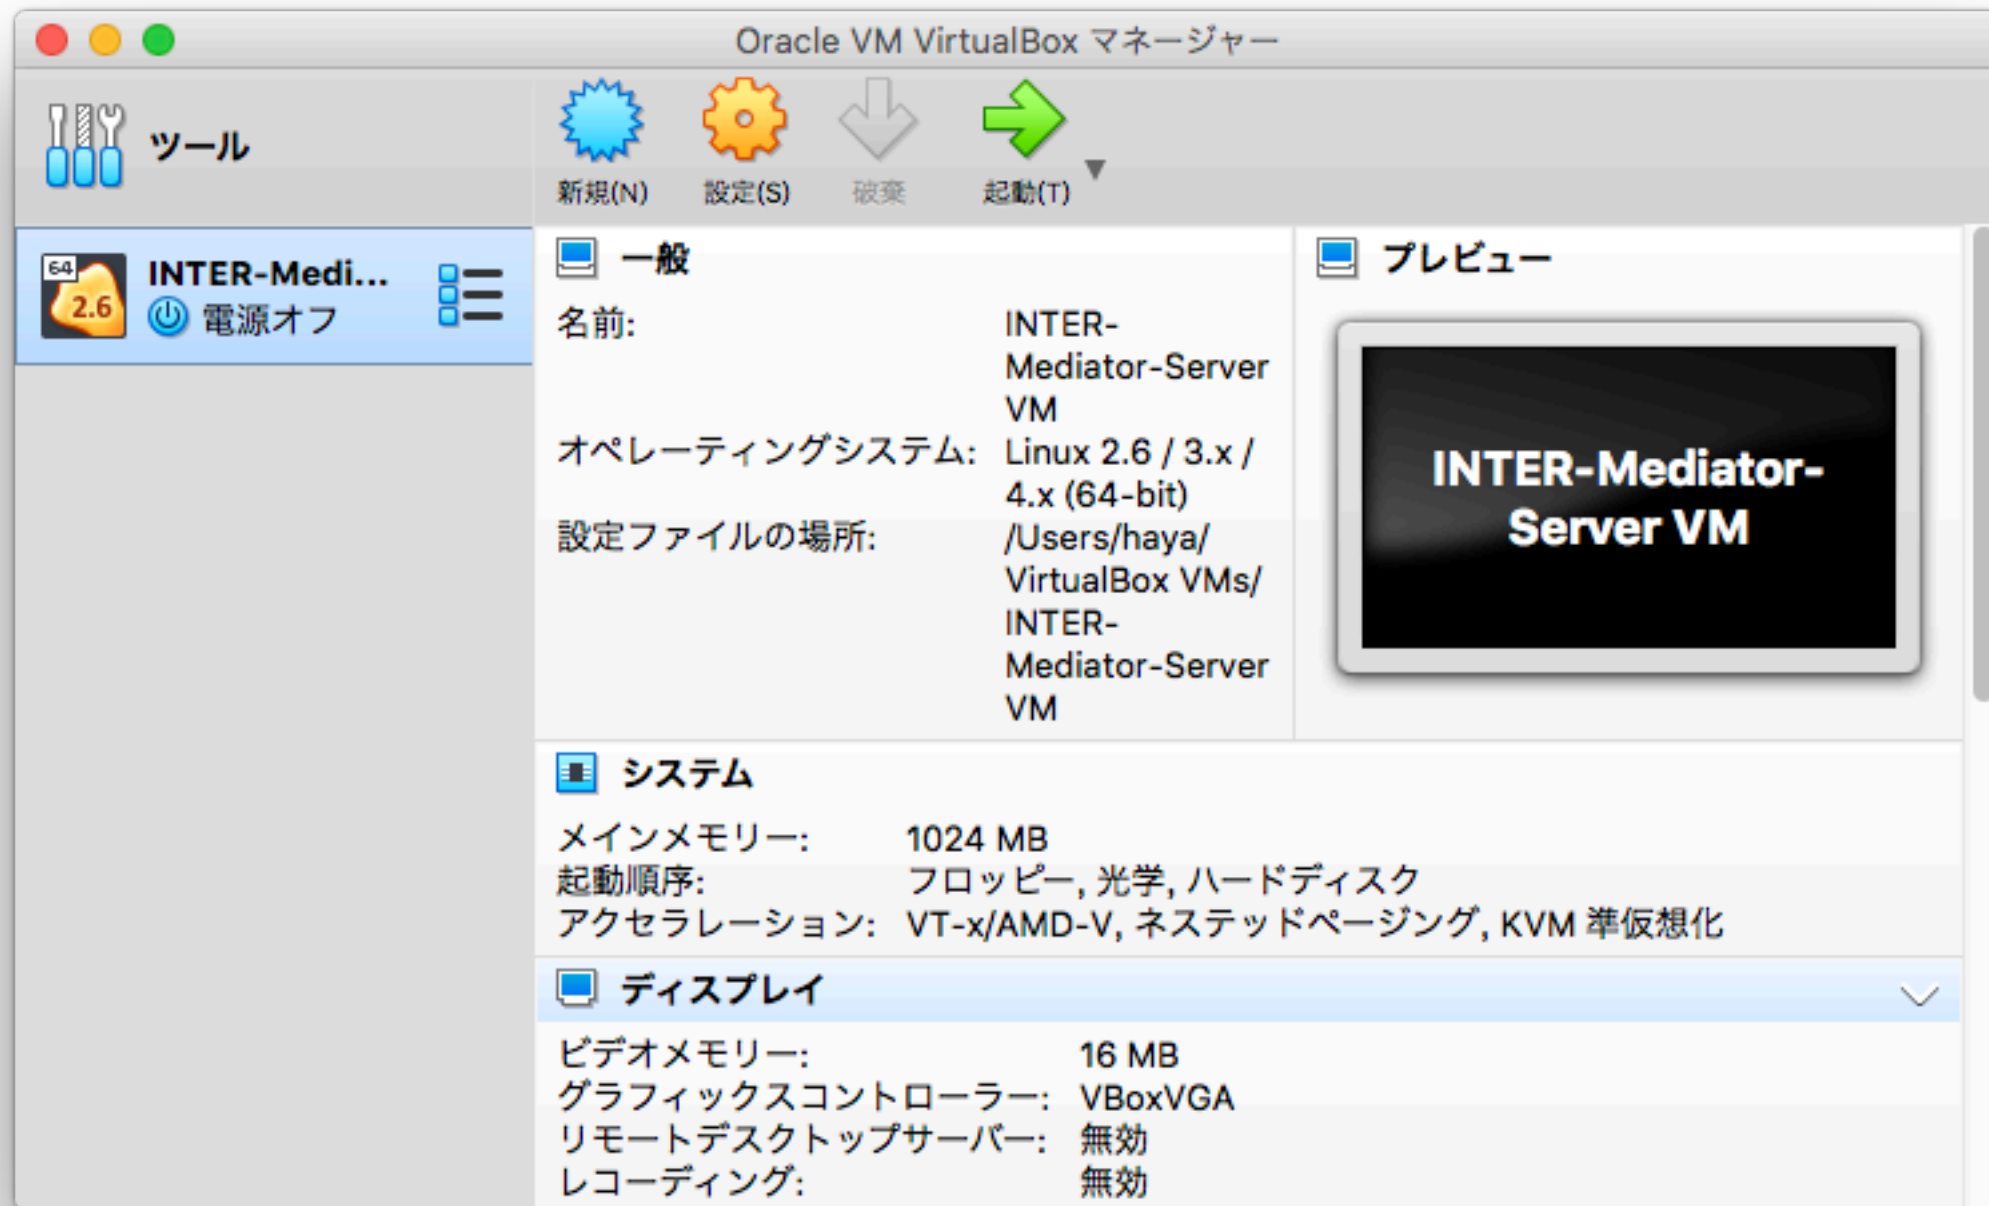 Oracle VM VirtualBox マネージャー
ツール
新規(N)
設定(S)
破棄
起動(T)
64
2.6
INTER-Medi...
電源オフ
一般
名前:
INTER-
Mediator-Server
VM
オペレーティングシステム: Linux 2.6 / 3.x /
4.x (64-bit)
設定ファイルの場所: /Users/haya/
VirtualBox VMs/
INTER-
Mediator-Server
VM
プレビュー
INTER-Mediator-
Server VM
システム
メインメモリー: 1024 MB
起動順序: フロッピー, 光学, ハードディスク
アクセラレーション: VT-x/AMD-V, ネステッドページング, KVM 準仮想化
ディスプレイ
ビデオメモリー: 16 MB
グラフィックスコントローラー: VBoxVGA
リモートデスクトップサーバー: 無効
レコーディング: 無効